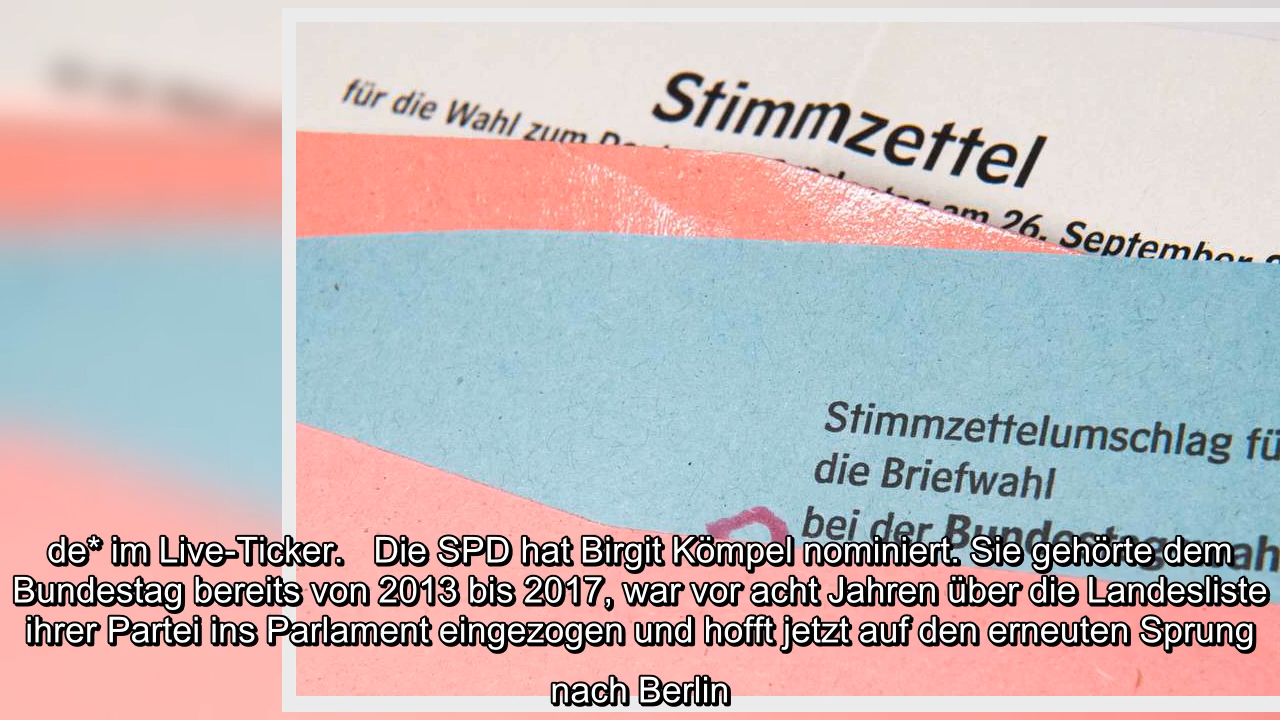 Stimmzettel
für die Wahl zum
am 26. September
Stimmzettelumschlag
die Briefwahl
bei der
de* im Live-Ticker. Die SPD hat Birgit Kömpel nominiert. Sie gehörte dem
Bundestag bereits von 2013 bis 2017, war vor acht Jahren über die Landesliste
ihrer Partei ins Parlament eingezogen und hofft jetzt auf den erneuten Sprung
nach Berlin